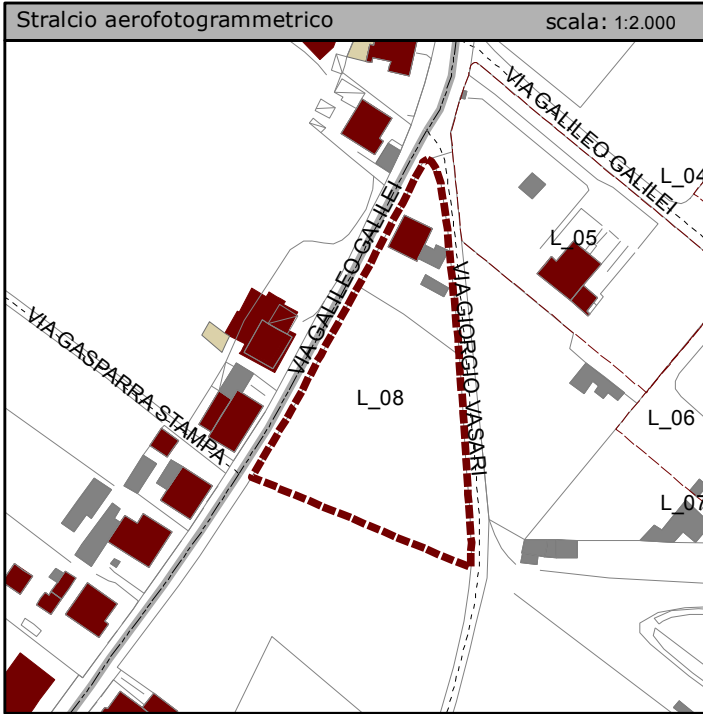 Stralcio aerofotogrammetrico
scala: 1:2.000
VIA GALILEO GALILEI
L_04
L_05
VIA GALILEO GALILEI
VIA GIORGIO VASARI
VIA GASPARRA STAMPA
L_08
L_06
L_07